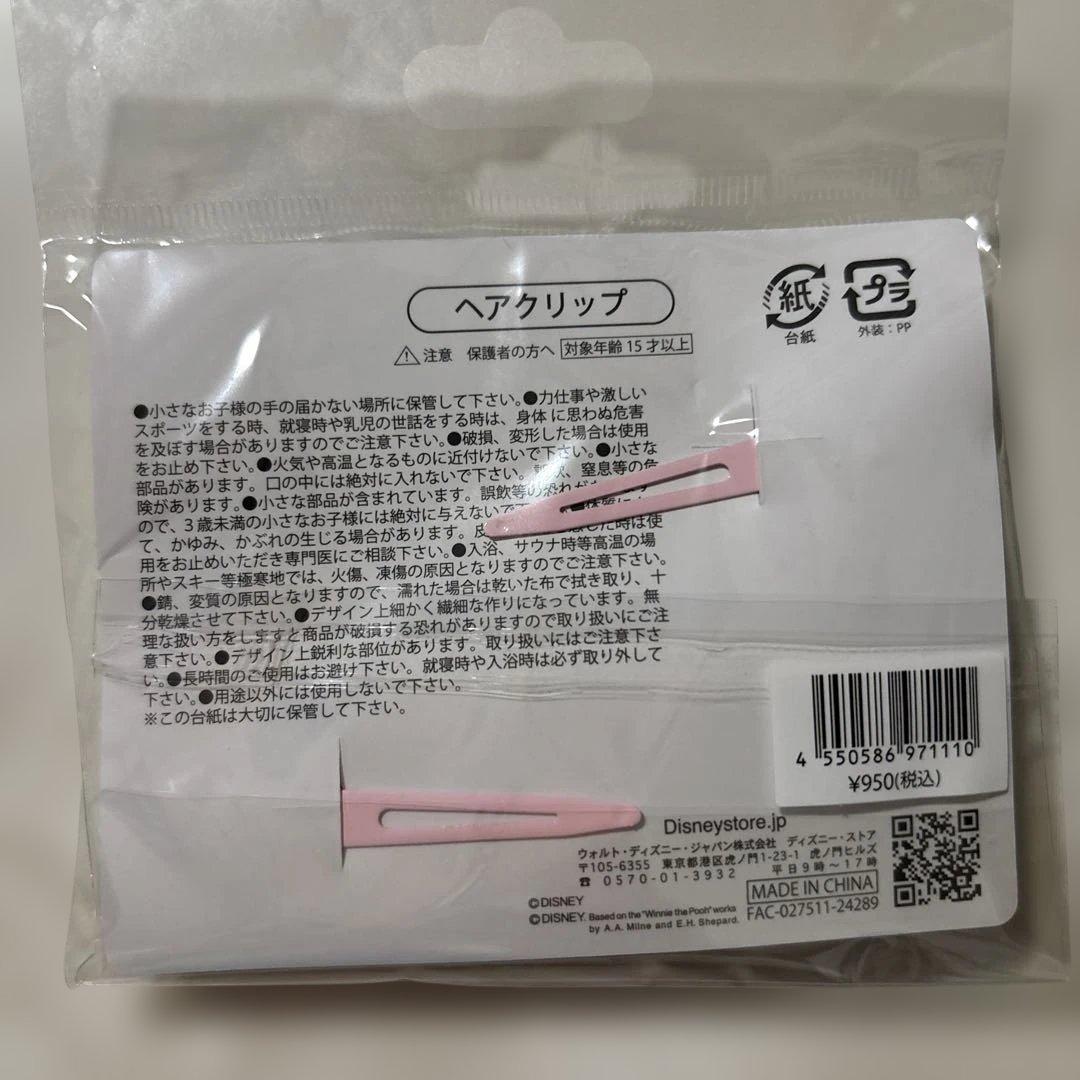 ヘアクリップ
紙
台紙
プラ
外装:PP
注意 保護者の方へ 対象年齢15才以上
●小さなお子様の手の届かない場所に保管して下さい。●力仕事や激しい
スポーツをする時、就寝時や乳児の世話をする時は、身体に思わぬ危害
を及ぼす場合がありますのでご注意下さい。●破損、変形した場合は使用
をお止め下さい。●火気や高温となるものに近付けないで下さい。●小さな
部品があります。口の中には絶対に入れないで下さい。窒息等の危
険があります。●小さな部品が含まれています。誤飲等の恐れが
ので、3歳未満の小さなお子様には絶対に与えないで
て、かゆみ、かぶれの生じる場合があります。した時は使
用をお止めいただき専門医にご相談下さい。●入浴、サウナ時等高温の場
所やスキー等極寒地では、火傷、凍傷の原因となりますのでご注意下さい。
●錆、変質の原因となりますので、濡れた場合は乾いた布で拭き取り、十
分乾燥させて下さい。●デザイン上細かく繊細な作りになっています。無
理な扱い方をしますと商品が破損する恐れがありますので取り扱いにご注
意下さい。●デザイン上鋭利な部位があります。取り扱いにはご注意下さ
い。●長時間のご使用はお避け下さい。就寝時や入浴時は必ず取り外して
下さい。●用途以外には使用しないで下さい。
※この台紙は大切に保管して下さい。
4 550586 971110
¥950(税込)
Disneystore.jp
ウォルト・ディズニー・ジャパン株式会社 ディズニー・ストア
〒105-6355 東京都港区虎ノ門1-23-1 虎ノ門ヒルズ
☎ 0570-01-3932 平日9時~17時
MADE IN CHINA
FAC-027511-24289
©DISNEY
©DISNEY. Based on the "Winnie the Pooh" works
by A.A. Milne and E.H. Shepard.